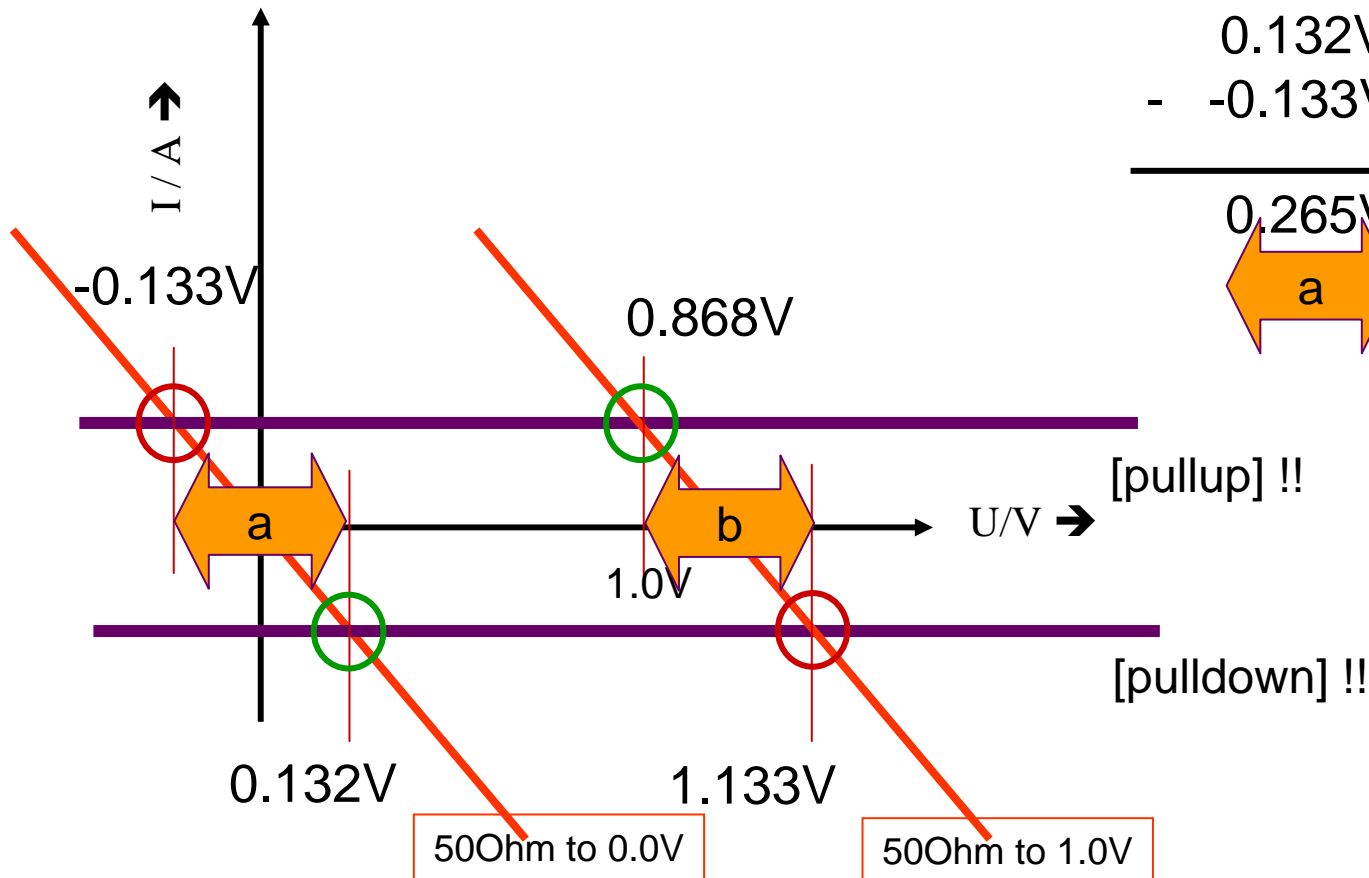 0.132V
- -0.133V
0.265V
a
I / A ➔
-0.133V
0.868V
[pullup] !!
a
b
U/V ➔
1.0V
[pulldown] !!
0.132V
1.133V
50Ohm to 0.0V
50Ohm to 1.0V